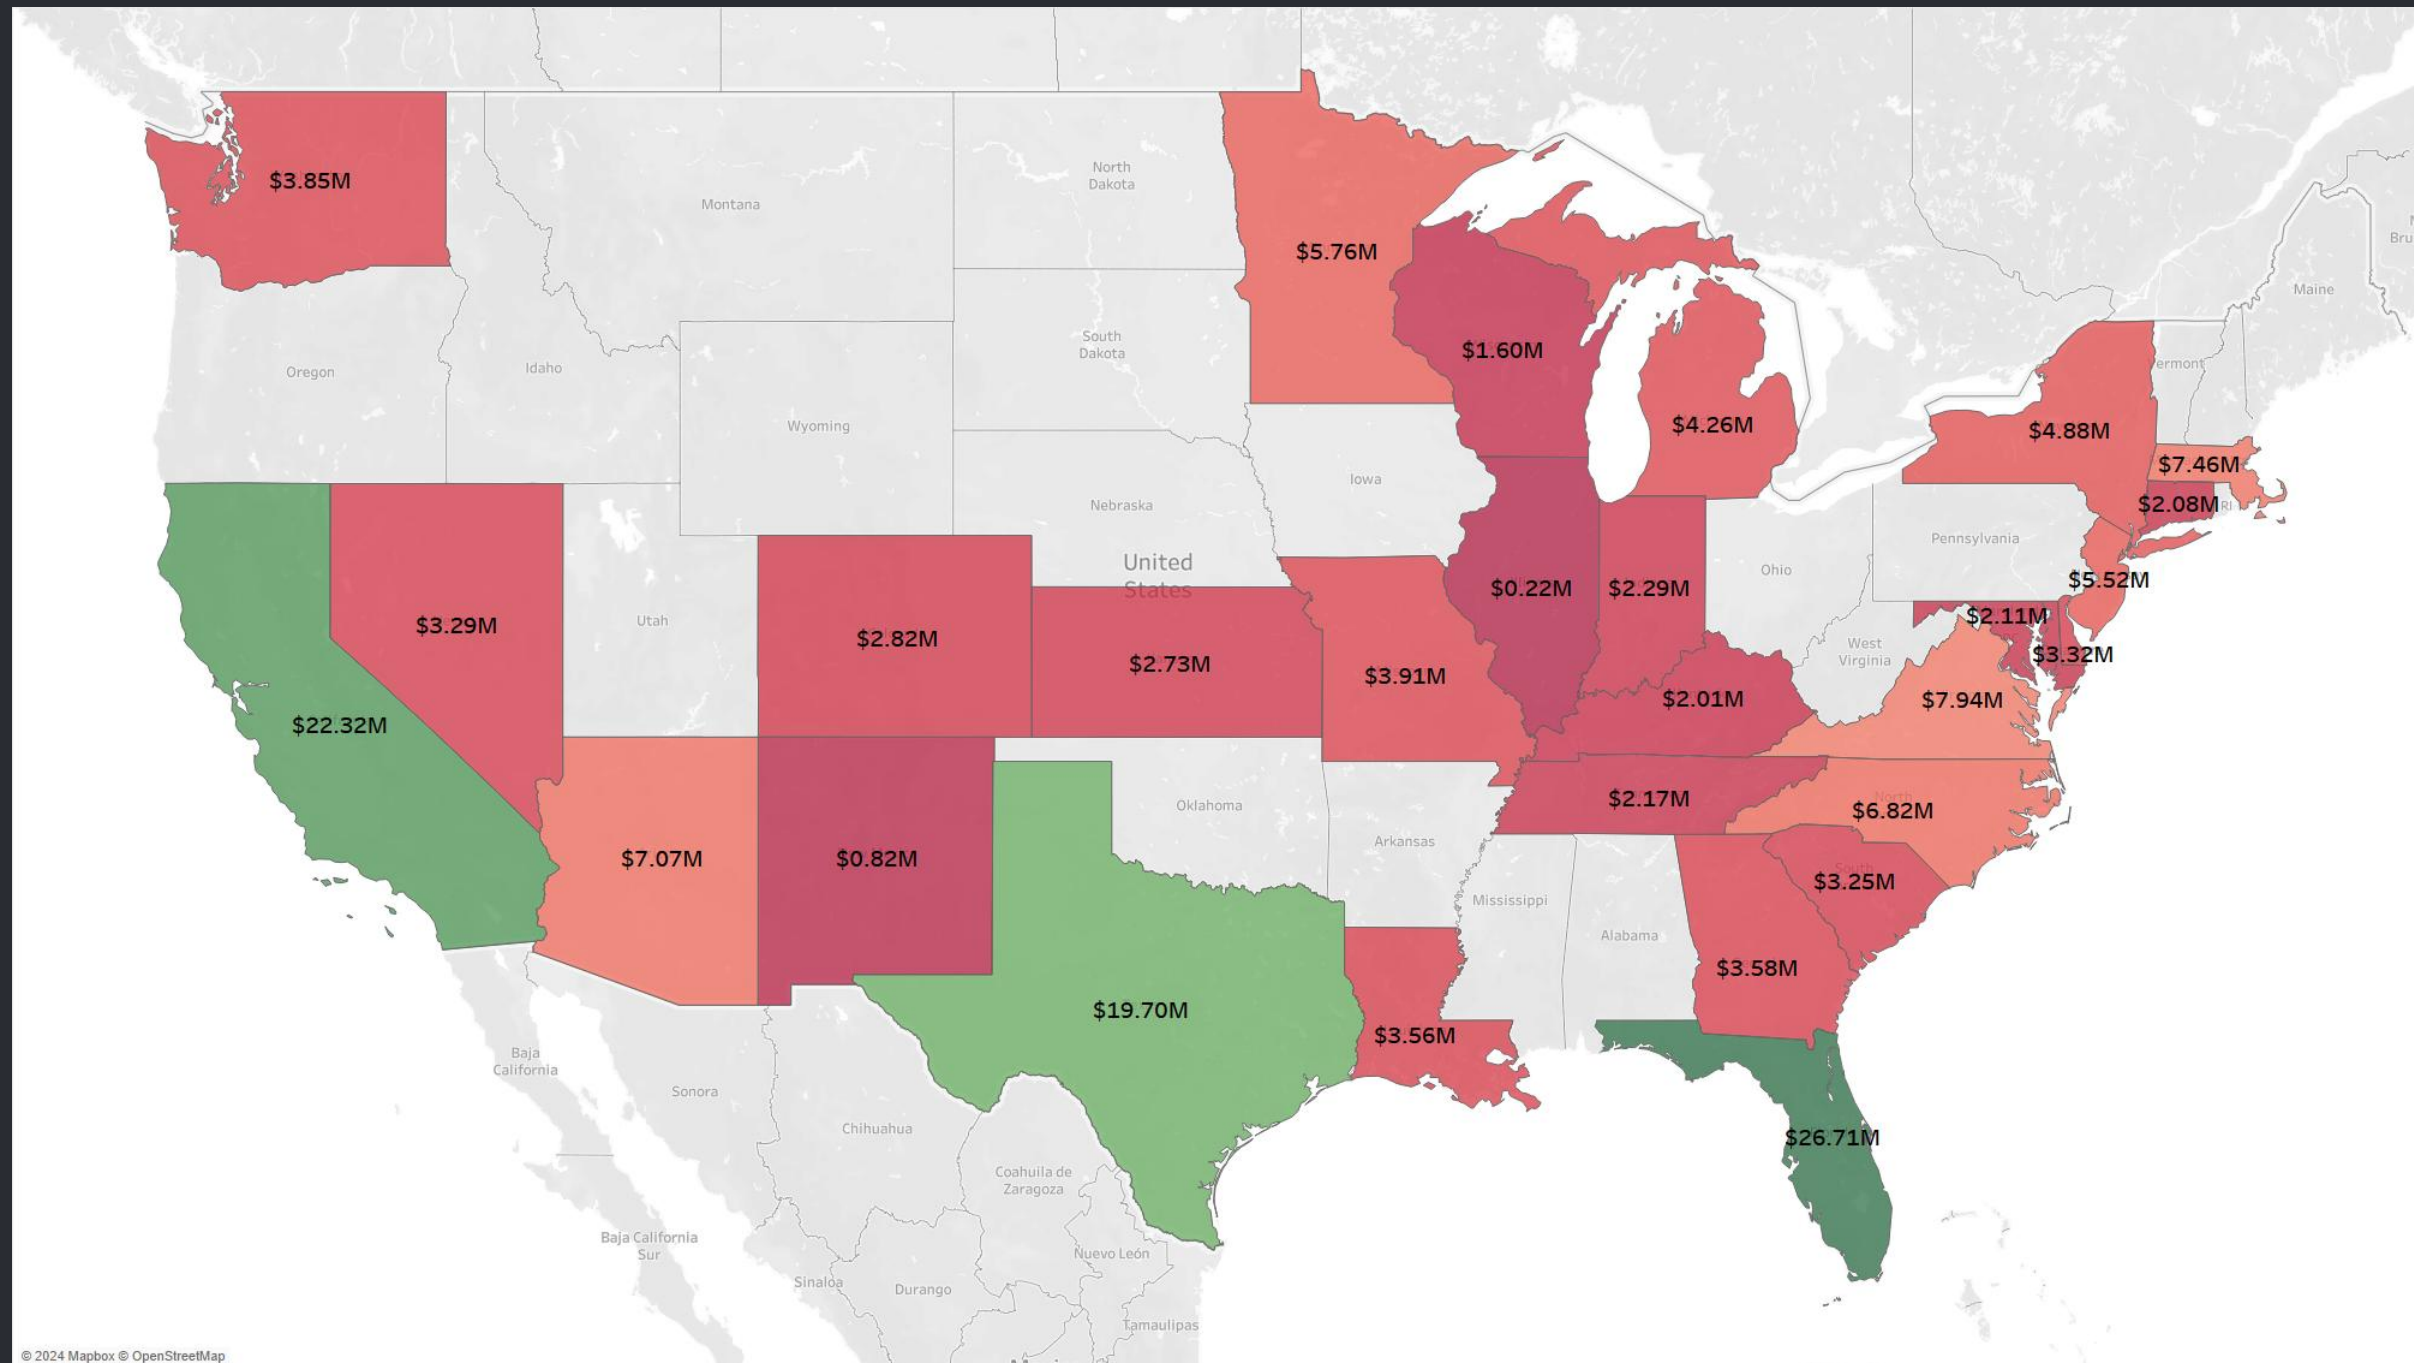 North
Dakota
$3.85M
Montana
$5.76M
Bru
Maine
South
Dakota
$1.60M
Oregon
Idaho
ermont
Wyoming
$4.26M
$4.88M
$7.46M
Iowa
Nebraska
$2.08M
RI
Pennsylvania
United
States
Ohio
$5.52M
$0.22M
$2.29M
$2.11M
Utah
$3.29M
$2.82M
West
Virginia
$3.32M
$2.73M
$3.91M
$2.01M
$7.94M
$22.32M
North
$2.17M
$6.82M
Oklahoma
Arkansas
$7.07M
$0.82M
South
$3.25M
Mississippi
Alabama
$3.58M
$19.70M
$3.56M
Baja
California
Sonora
Chihuahua
$26.71M
Coahuila de
Zaragoza
Baja California
Sur
Nuevo León
Sinaloa
Durango
Tamaulipas
© 2024 Mapbox © OpenStreetMap